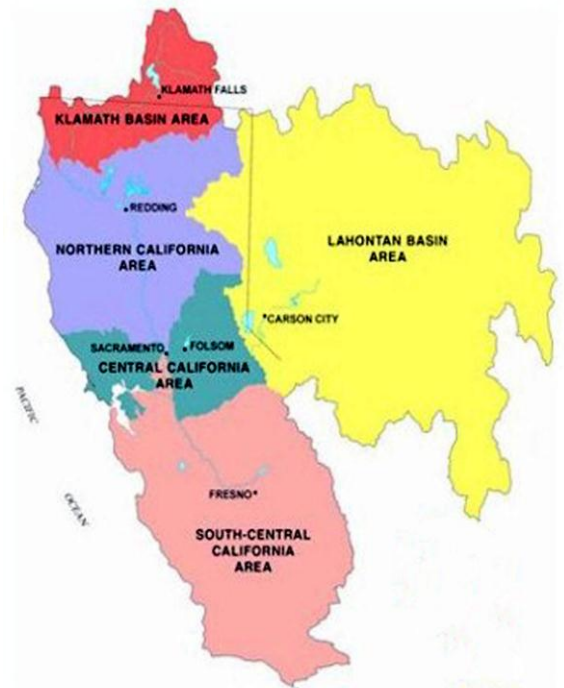 KLAMATH FALLS
KLAMATH BASIN AREA
REDDING
NORTHERN CALIFORNIA
AREA
LAHONTAN BASIN
AREA
CARSON CITY
SACRAMENTO
FOLSOM
CENTRAL CALIFORNIA
AREA
PACIFIC
OCEAN
FRESNO
SOUTH-CENTRAL
CALIFORNIA
AREA